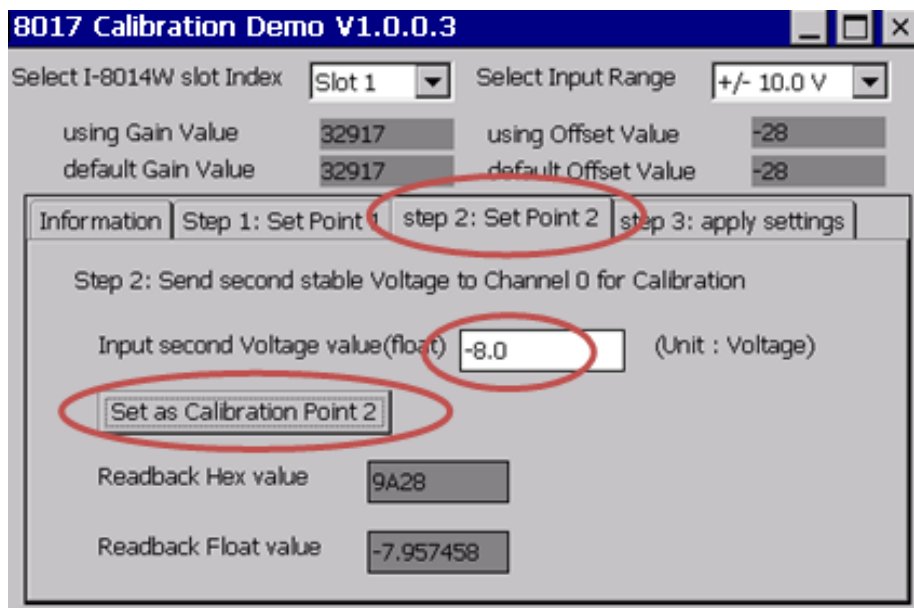 8017 Calibration Demo V1.0.0.3
Select I-8014W slot Index Slot 1 Select Input Range +/- 10.0 V
using Gain Value 32917 using Offset Value -28
default Gain Value 32917 default Offset Value -28
Information Step 1: Set Point 1 step 2: Set Point 2 step 3: apply settings
Step 2: Send second stable Voltage to Channel 0 for Calibration
Input second Voltage value(float) -8.0 (Unit : Voltage)
Set as Calibration Point 2
Readback Hex value 9A28
Readback Float value -7.957458